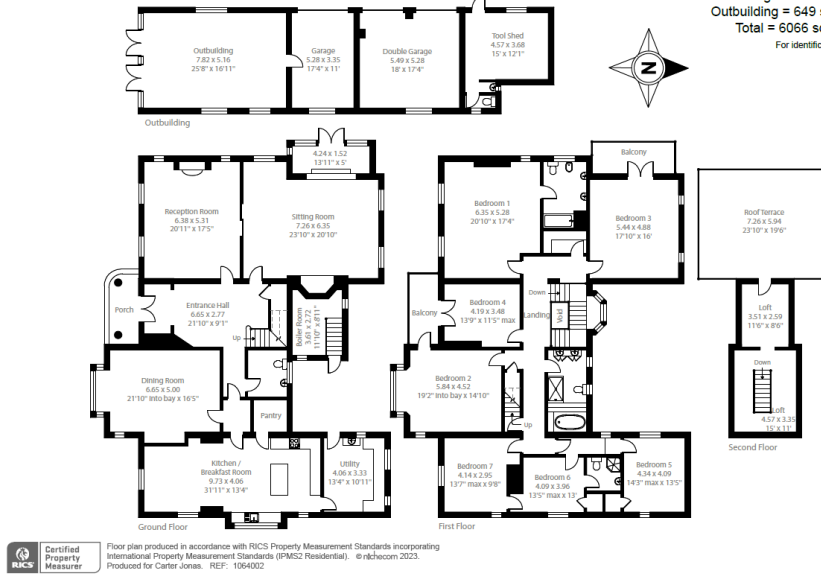 Outbuilding = 649
Total = 6066
For
Outbuilding
7.82 x 5.16
25'8" x 16'11"
Garage
5.28 x 3.35
17'4" x 11'
Double Garage
5.49 x 5.28
18' x 17'4"
Tool Shed
4.57 x 3.68
15' x 12'1"
N
Outbuilding
4.24 x 1.52
13'11" x 5'
Reception Room
6.38 x 5.31
20'11" x 17'5"
Sitting Room
7.26 x 6.35
23'10" x 20'10"
Porch
Entrance Hall
6.65 x 2.77
21'10" x 9'1"
Up
Boiler Room
3.61 x 2.72
11'10" x 8'11"
Dining Room
6.65 x 5.00
21'10" into bay x 16'5"
Pantry
Kitchen /
Breakfast Room
9.73 x 4.06
31'11" x 13'4"
Utility
4.06 x 3.33
13'4" x 10'11"
Ground Floor
Balcony
Bedroom 1
6.35 x 5.28
20'10" x 17'4"
Bedroom 3
5.44 x 4.88
17'10" x 16'
Down
Landing
Void
Balcony
Bedroom 4
4.19 x 3.48
13'9" x 11'5" max
Bedroom 2
5.84 x 4.52
19'2" into bay x 14'10"
Up
Bedroom 7
4.14 x 2.95
13'7" max x 9'8"
Bedroom 6
4.09 x 3.96
13'5" max x 13'
Bedroom 5
4.34 x 4.09
14'3" max x 13'5"
First Floor
Roof Terrace
7.26 x 5.94
23'10" x 19'6"
Loft
3.51 x 2.59
11'6" x 8'6"
Down
Loft
4.57 x 3.35
15' x 11'
Second Floor
RICS
Certified
Property
Measurer
Floor plan produced in accordance with RICS Property Measurement Standards incorporating
International Property Measurement Standards (IPMS2 Residential). © nichecom 2023.
Produced for Carter Jonas. REF: 1064002